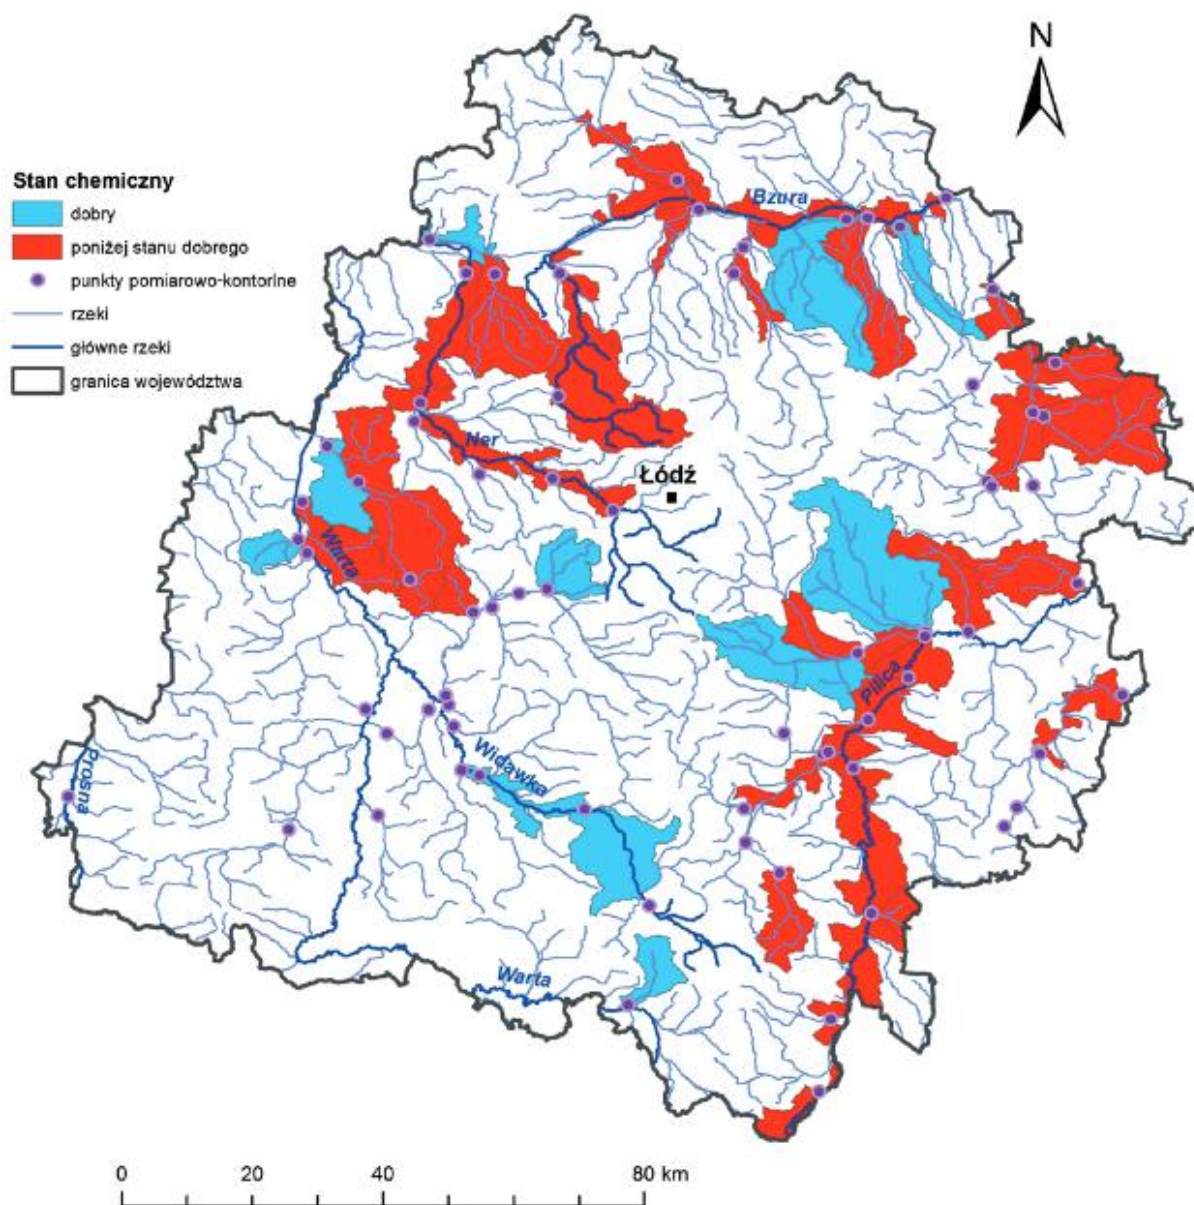 N
Stan chemiczny
dobry
poniżej stanu dobrego
punkty pomiarowo-kontorlne
rzeki
główne rzeki
granica województwa
Bzura
Ner
Łódź
Warta
Pilica
Prosna
Widawka
Warta
0 20 40 80 km